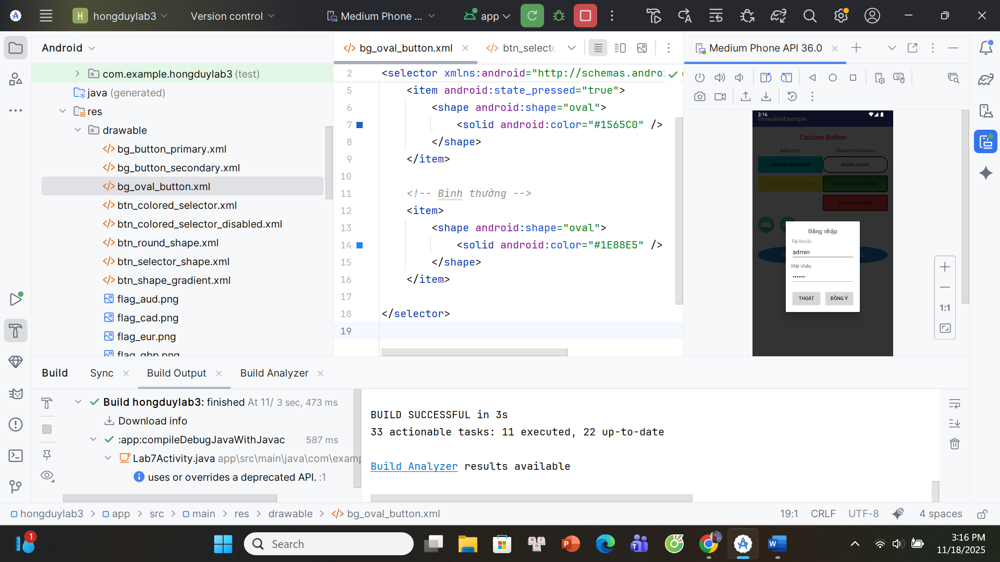 H hongduylab3
Version control
Medium Phone ...
app
Android
com.example.hongduylab3 (test)
java (generated)
res
drawable
bg_button_primary.xml
bg_button_secondary.xml
bg_oval_button.xml
btn_colored_selector.xml
btn_colored_selector_disabled.xml
btn_round_shape.xml
btn_selector_shape.xml
btn_shape_gradient.xml
flag_aud.png
flag_cad.png
flag_eur.png
flag_gbp.png
bg_oval_button.xml
btn_selecto
2 <selector xmlns:android="http://schemas.androi
5 <item android:state_pressed="true">
6 <shape android:shape="oval">
7 <solid android:color="#1565C0" />
8 </shape>
9 </item>
10
11 <!-- Bình thường -->
12 <item>
13 <shape android:shape="oval">
14 <solid android:color="#1E88E5" />
15 </shape>
16 </item>
17
18 </selector>
19
Medium Phone API 36.0
3:16
DrawableExample
Custom Button
Selectors
Shapes+Selectors
COLORED SELECTOR
ROUND SHAPE
COLOR SELECTOR DISABLED
SHAPE WITH GRADIENT
SELECTOR SHAPE
Đăng nhập
Tài khoản
admin
Mật khẩu
••••••
THOÁT
ĐỒNG Ý
1:1
Build
Sync
Build Output
Build Analyzer
Build hongduylab3: finished At 11/ 3 sec, 473 ms
Download info
:app:compileDebugJavaWithJavac 587 ms
Lab7Activity.java app\src\main\java\com\examp
uses or overrides a deprecated API. :1
BUILD SUCCESSFUL in 3s
33 actionable tasks: 11 executed, 22 up-to-date
Build Analyzer results available
hongduylab3 > app > src > main > res > drawable > bg_oval_button.xml
19:1 CRLF UTF-8 4 spaces
1
Search
3:16 PM
11/18/2025